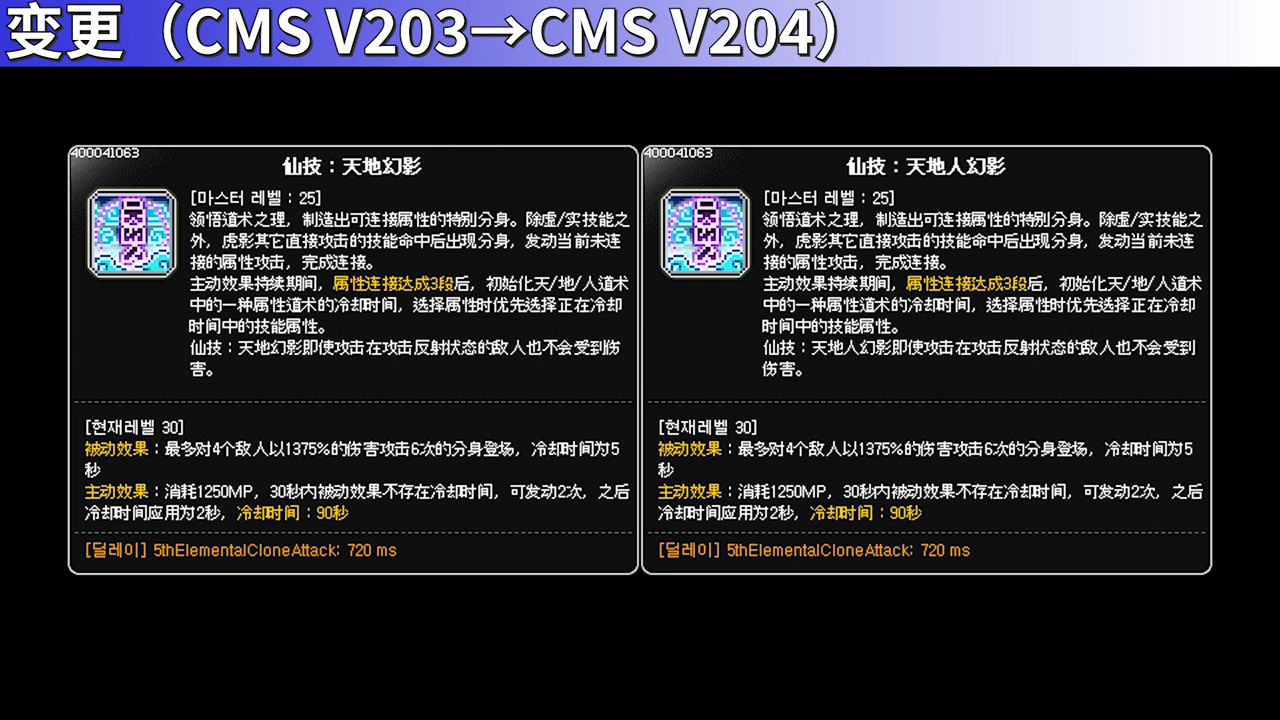 变更（CMS V203→CMS V204）
400041063
仙技：天地幻影
[마스터 레벨 : 25]
领悟道术之理，制造出可连接属性的特别分身。除虚/实技能之
外，虎影其它直接攻击的技能命中后出现分身，发动当前未连
接的属性攻击，完成连接。
主动效果持续期间，属性连接达成3段后，初始化天/地/人道术
中的一种属性道术的冷却时间，选择属性时优先选择正在冷却
时间中的技能属性。
仙技：天地幻影即使攻击在攻击反射状态的敌人也不会受到伤
害。
[현재레벨 30]
被动效果：最多对4个敌人以1375%的伤害攻击6次的分身登场，冷却时间为5
秒
主动效果：消耗1250MP，30秒内被动效果不存在冷却时间，可发动2次，之后
冷却时间应用为2秒，冷却时间：90秒
[딜레이] 5thElementalCloneAttack: 720 ms
400041063
仙技：天地人幻影
[마스터 레벨 : 25]
领悟道术之理，制造出可连接属性的特别分身。除虚/实技能之
外，虎影其它直接攻击的技能命中后出现分身，发动当前未连
接的属性攻击，完成连接。
主动效果持续期间，属性连接达成3段后，初始化天/地/人道术
中的一种属性道术的冷却时间，选择属性时优先选择正在冷却
时间中的技能属性。
仙技：天地人幻影即使攻击在攻击反射状态的敌人也不会受到
伤害。
[현재레벨 30]
被动效果：最多对4个敌人以1375%的伤害攻击6次的分身登场，冷却时间为5
秒
主动效果：消耗1250MP，30秒内被动效果不存在冷却时间，可发动2次，之后
冷却时间应用为2秒，冷却时间：90秒
[딜레이] 5thElementalCloneAttack: 720 ms